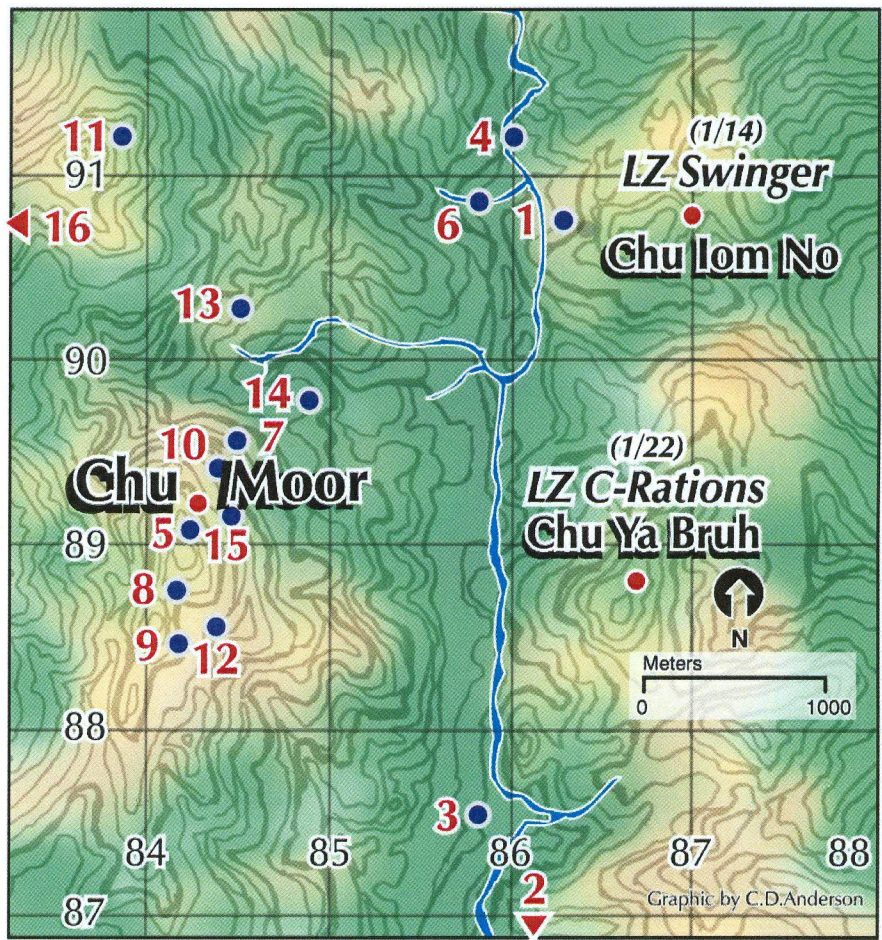 (1/14)
11
4
LZ Swinger
91
16
6
1
Chu Iom No
13
90
14
10
7
(1/22)
Chu Moor
LZ C-Rations
5
15
89
Chu Ya Bruh
8
9
12
N
Meters
0 1000
88
3
84 85 86 87 88
2
87
Graphic by C.D.Anderson